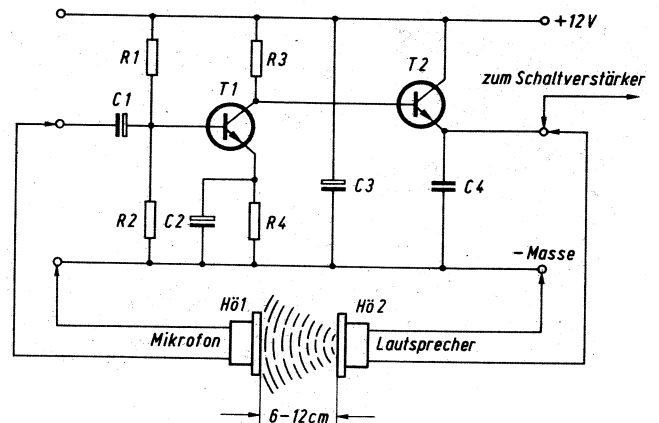 +12V
R1
R3
T1
T2
zum Schaltverstärker
C1
R2
C2
R4
C3
C4
–Masse
Hö1
Hö2
Mikrofon
Lautsprecher
6–12cm